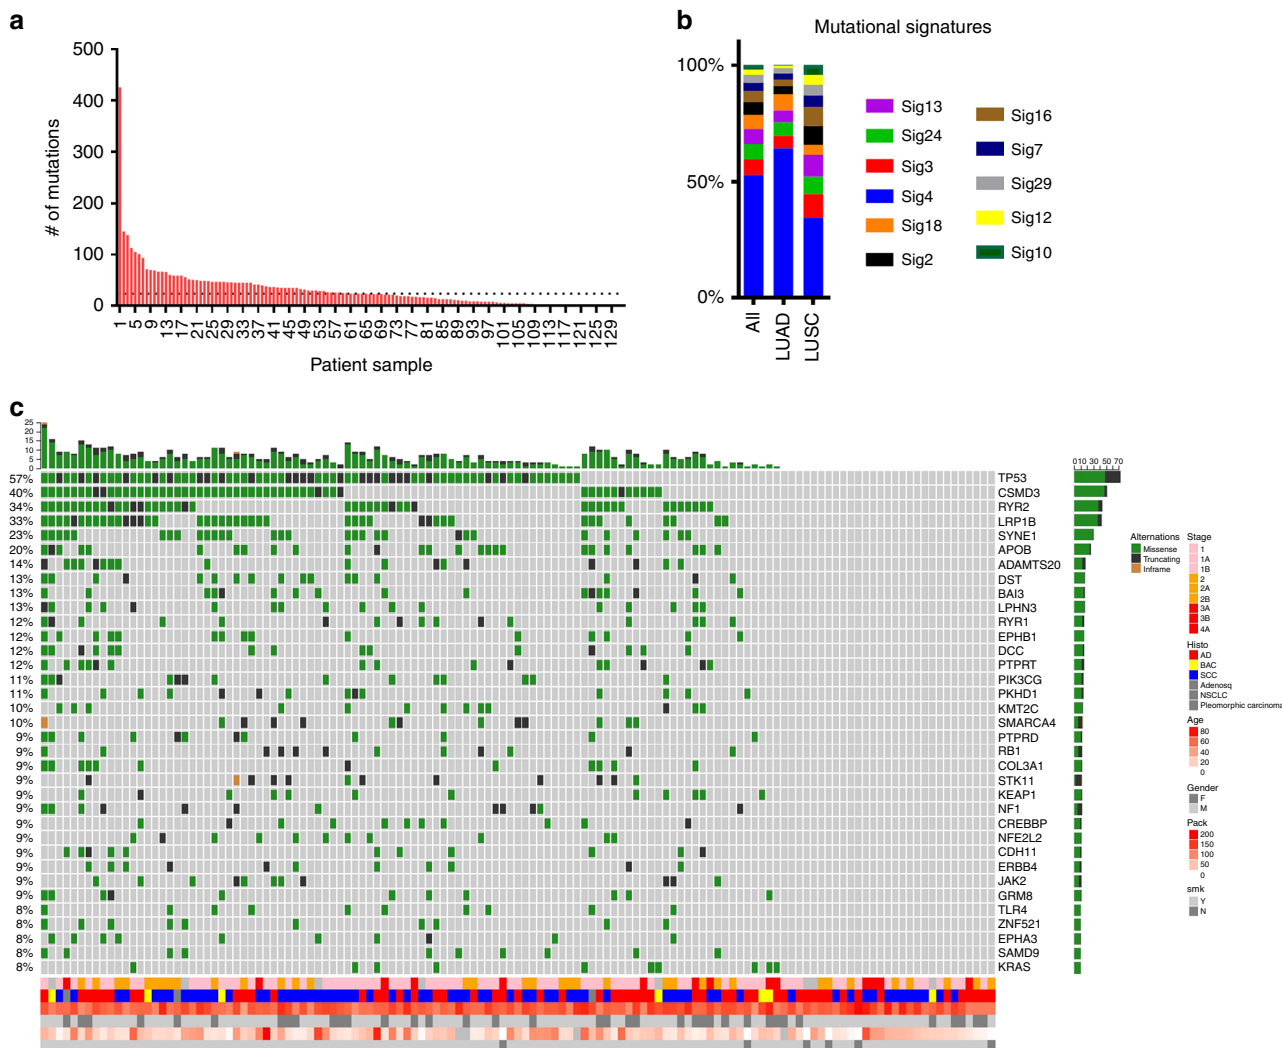 a
500
400
300
200
100
0
# of mutations
1 5 9 13 17 21 25 29 33 37 41 45 49 53 57 61 65 69 73 77 81 85 89 93 97 101 105 109 113 117 121 125 129
Patient sample
b
Mutational signatures
100%
50%
0%
All LUAD LUSC
Sig13
Sig24
Sig3
Sig4
Sig18
Sig2
Sig16
Sig7
Sig29
Sig12
Sig10
c
25
20
15
10
5
0
010 30 50 70
57% TP53
40% CSMD3
34% RYR2
33% LRP1B
23% SYNE1
20% APOB
14% ADAMTS20
13% DST
13% BAI3
13% LPHN3
12% RYR1
12% EPHB1
12% DCC
12% PTPRT
11% PIK3CG
11% PKHD1
10% KMT2C
10% SMARCA4
9% PTPRD
9% RB1
9% COL3A1
9% STK11
9% KEAP1
9% NF1
9% CREBBP
9% NFE2L2
9% CDH11
9% ERBB4
9% JAK2
9% GRM8
8% TLR4
8% ZNF521
8% EPHA3
8% SAMD9
8% KRAS
Alternations
Missense
Truncating
Inframe
Stage
1
1A
1B
2
2A
2B
3A
3B
4A
Histo
AD
BAC
SCC
Adenosq
NSCLC
Pleomorphic carcinoma
Age
80
60
40
20
0
Gender
F
M
Pack
200
150
100
50
0
smk
Y
N